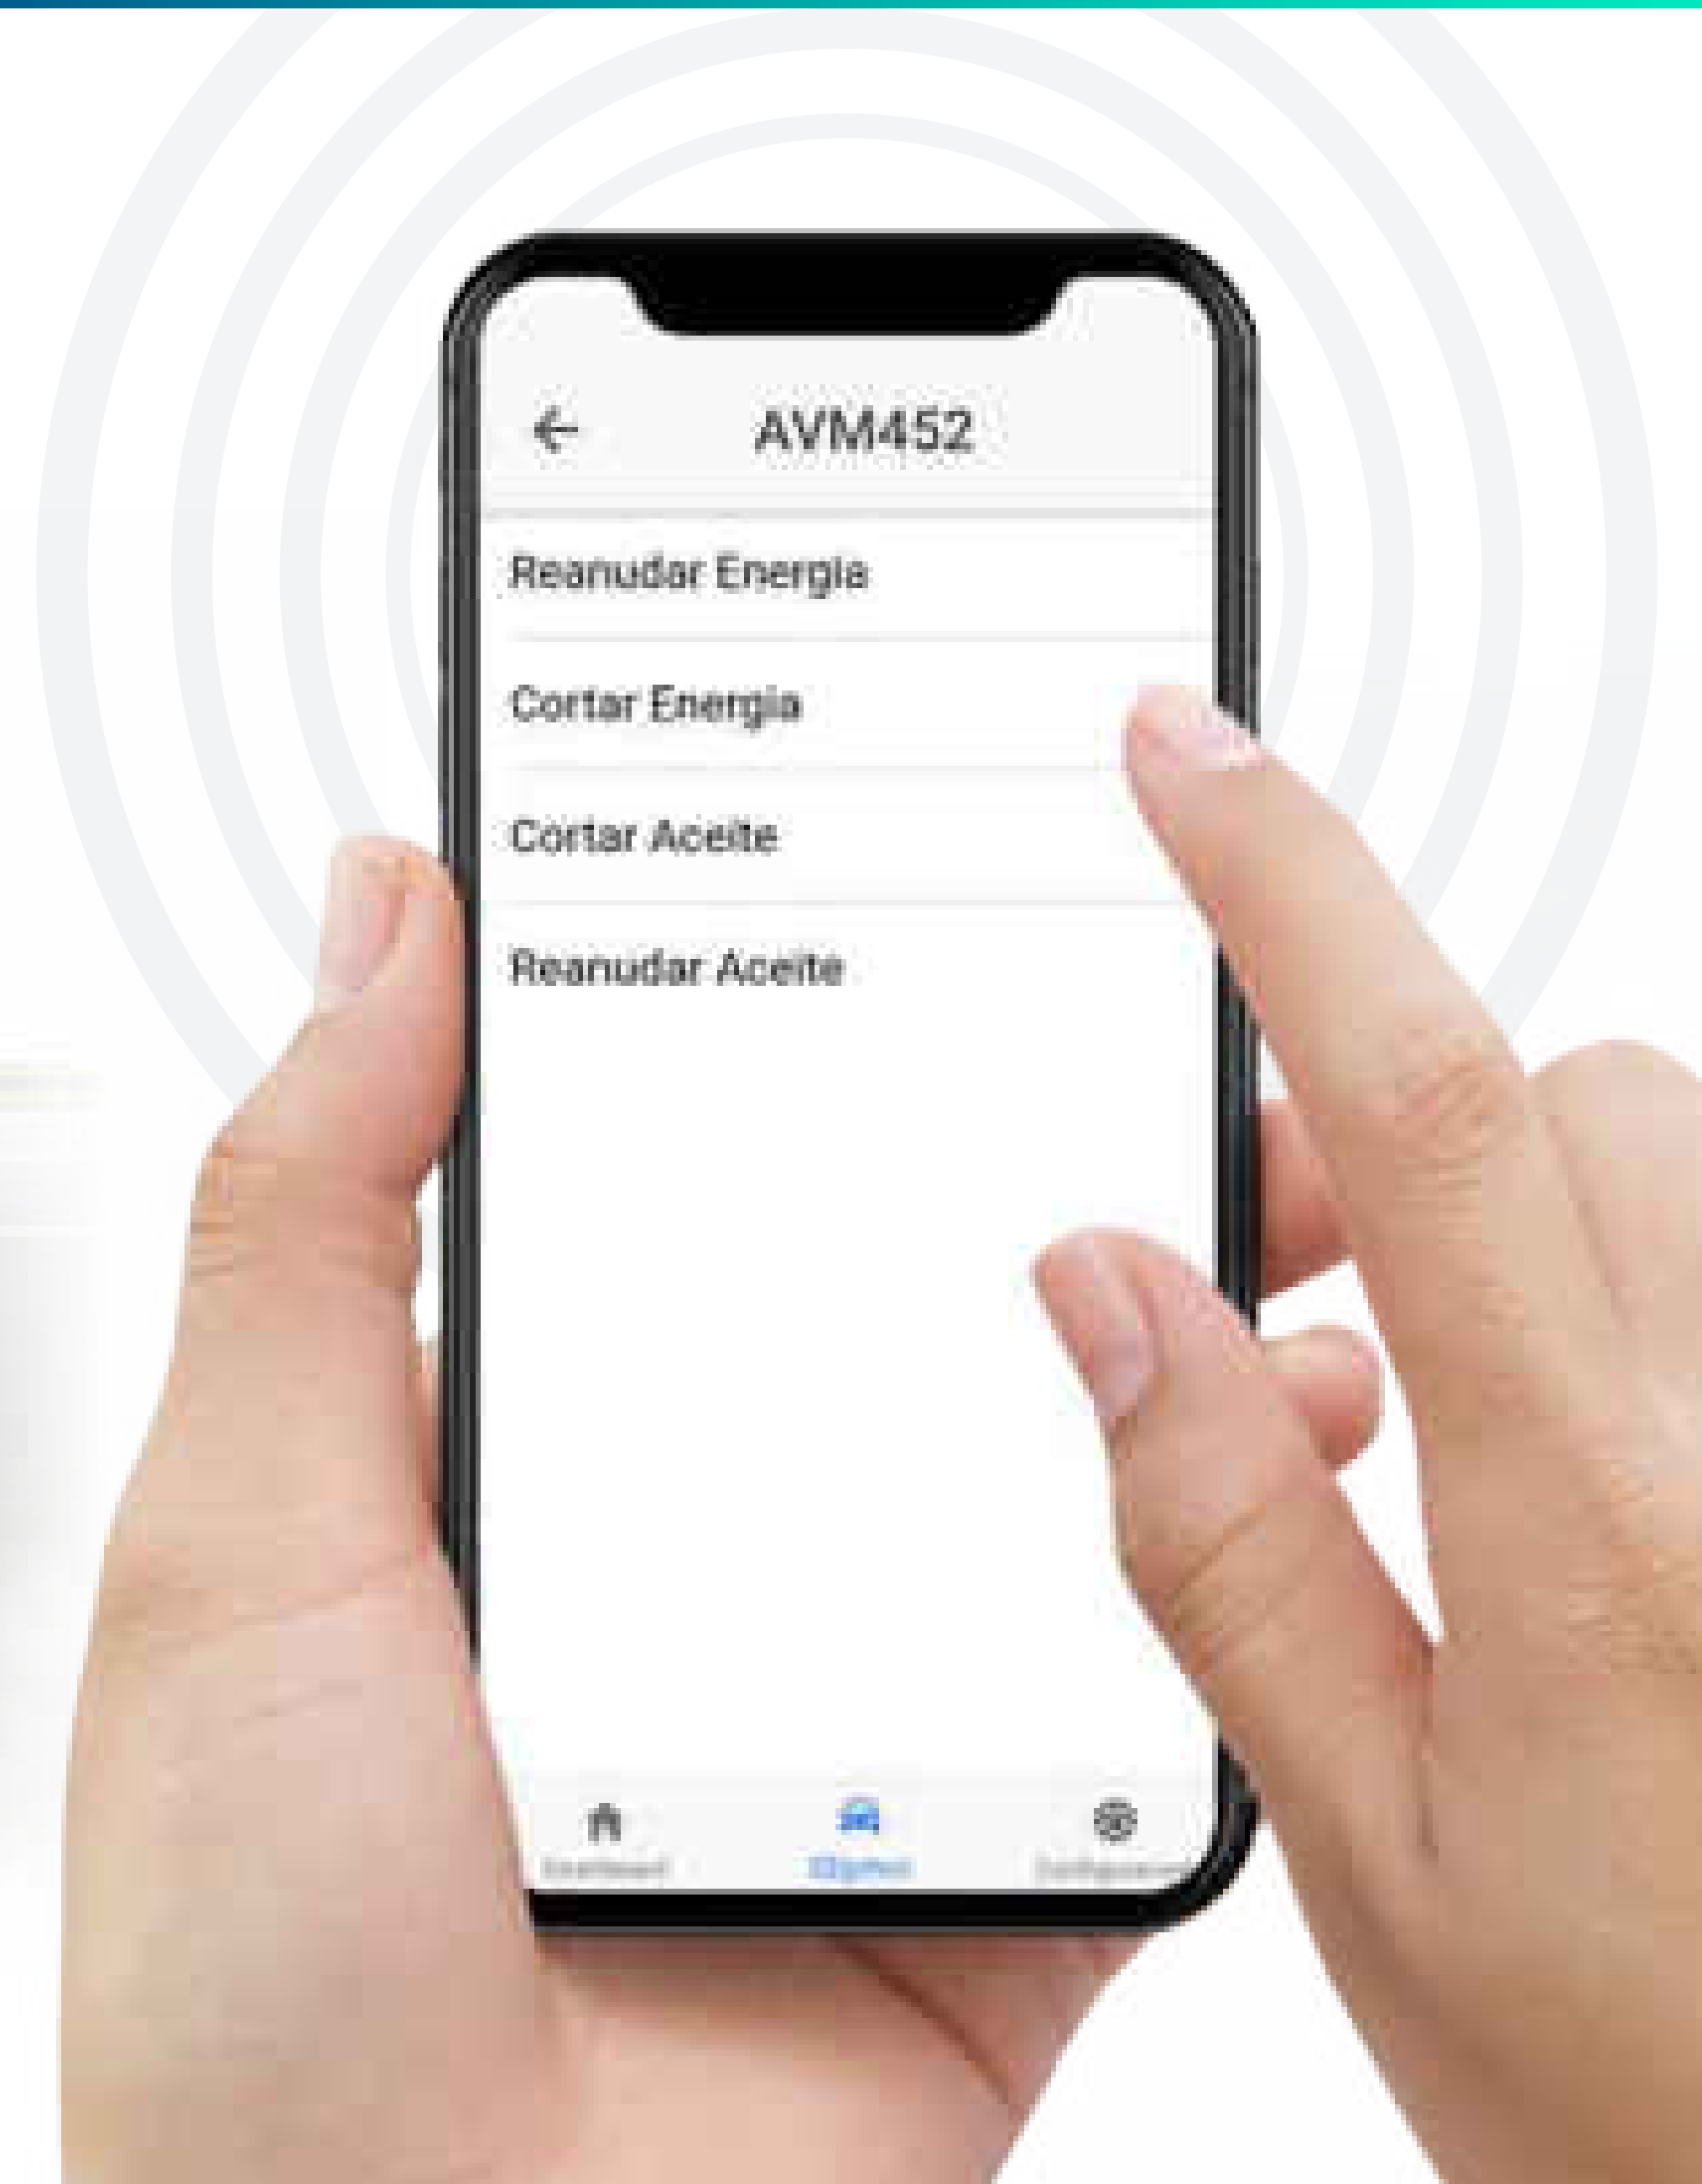 AVM452
Reanudar Energia
Cortar Energia
Cortar Aceite
Reanudar Aceite